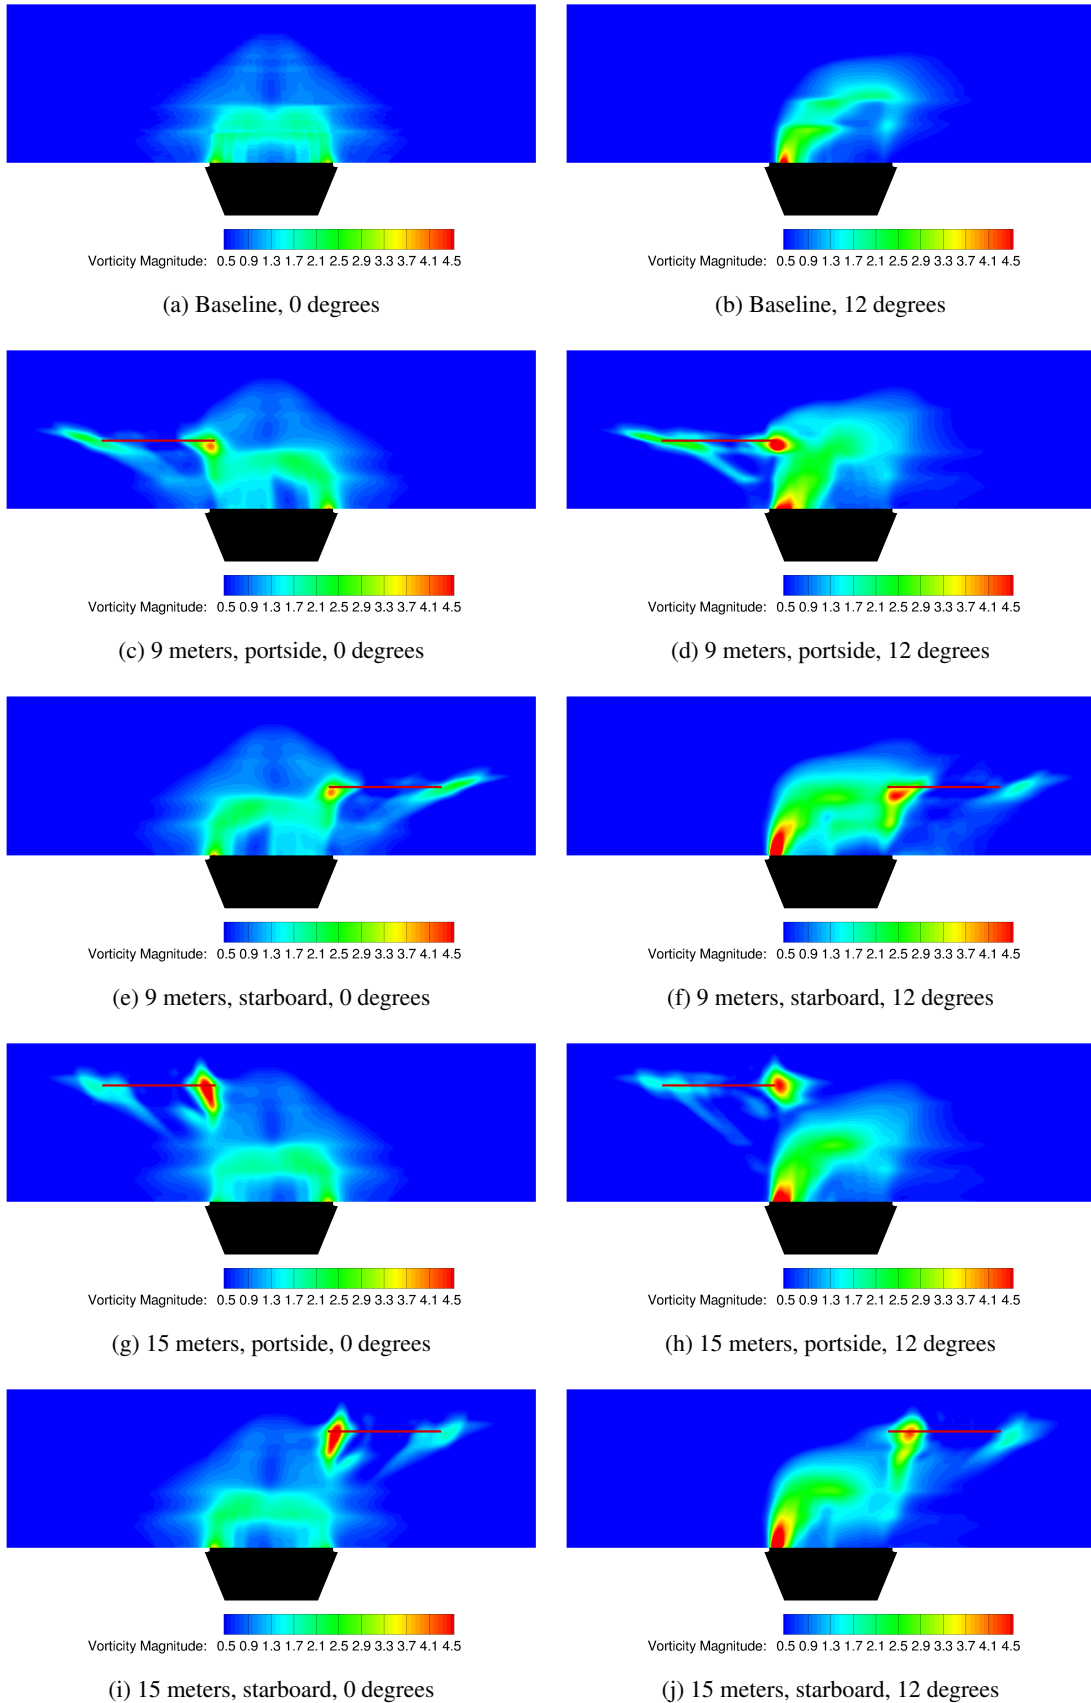 Vorticity Magnitude: 0.5 0.9 1.3 1.7 2.1 2.5 2.9 3.3 3.7 4.1 4.5
Vorticity Magnitude: 0.5 0.9 1.3 1.7 2.1 2.5 2.9 3.3 3.7 4.1 4.5
(a) Baseline, 0 degrees
(b) Baseline, 12 degrees
Vorticity Magnitude: 0.5 0.9 1.3 1.7 2.1 2.5 2.9 3.3 3.7 4.1 4.5
Vorticity Magnitude: 0.5 0.9 1.3 1.7 2.1 2.5 2.9 3.3 3.7 4.1 4.5
(c) 9 meters, portside, 0 degrees
(d) 9 meters, portside, 12 degrees
Vorticity Magnitude: 0.5 0.9 1.3 1.7 2.1 2.5 2.9 3.3 3.7 4.1 4.5
Vorticity Magnitude: 0.5 0.9 1.3 1.7 2.1 2.5 2.9 3.3 3.7 4.1 4.5
(e) 9 meters, starboard, 0 degrees
(f) 9 meters, starboard, 12 degrees
Vorticity Magnitude: 0.5 0.9 1.3 1.7 2.1 2.5 2.9 3.3 3.7 4.1 4.5
Vorticity Magnitude: 0.5 0.9 1.3 1.7 2.1 2.5 2.9 3.3 3.7 4.1 4.5
(g) 15 meters, portside, 0 degrees
(h) 15 meters, portside, 12 degrees
Vorticity Magnitude: 0.5 0.9 1.3 1.7 2.1 2.5 2.9 3.3 3.7 4.1 4.5
Vorticity Magnitude: 0.5 0.9 1.3 1.7 2.1 2.5 2.9 3.3 3.7 4.1 4.5
(i) 15 meters, starboard, 0 degrees
(j) 15 meters, starboard, 12 degrees